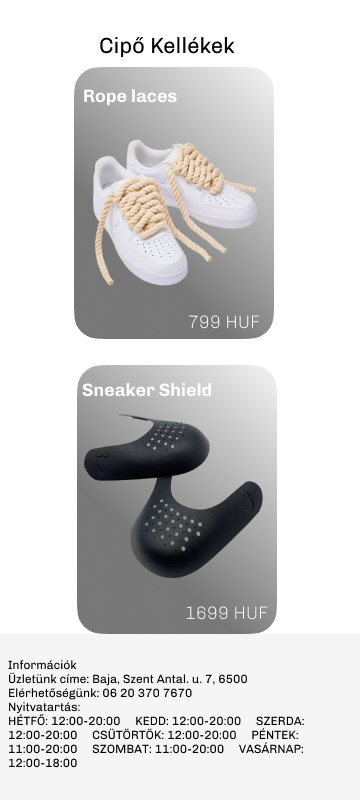 Cipő Kellékek
Rope laces
799 HUF
Sneaker Shield
1699 HUF
Információk
Üzletünk címe: Baja, Szent Antal. u. 7, 6500
Elérhetőségünk: 06 20 370 7670
Nyitvatartás:
HÉTFŐ: 12:00-20:00 KEDD: 12:00-20:00 SZERDA:
12:00-20:00 CSÜTÖRTÖK: 12:00-20:00 PÉNTEK:
11:00-20:00 SZOMBAT: 11:00-20:00 VASÁRNAP:
12:00-18:00